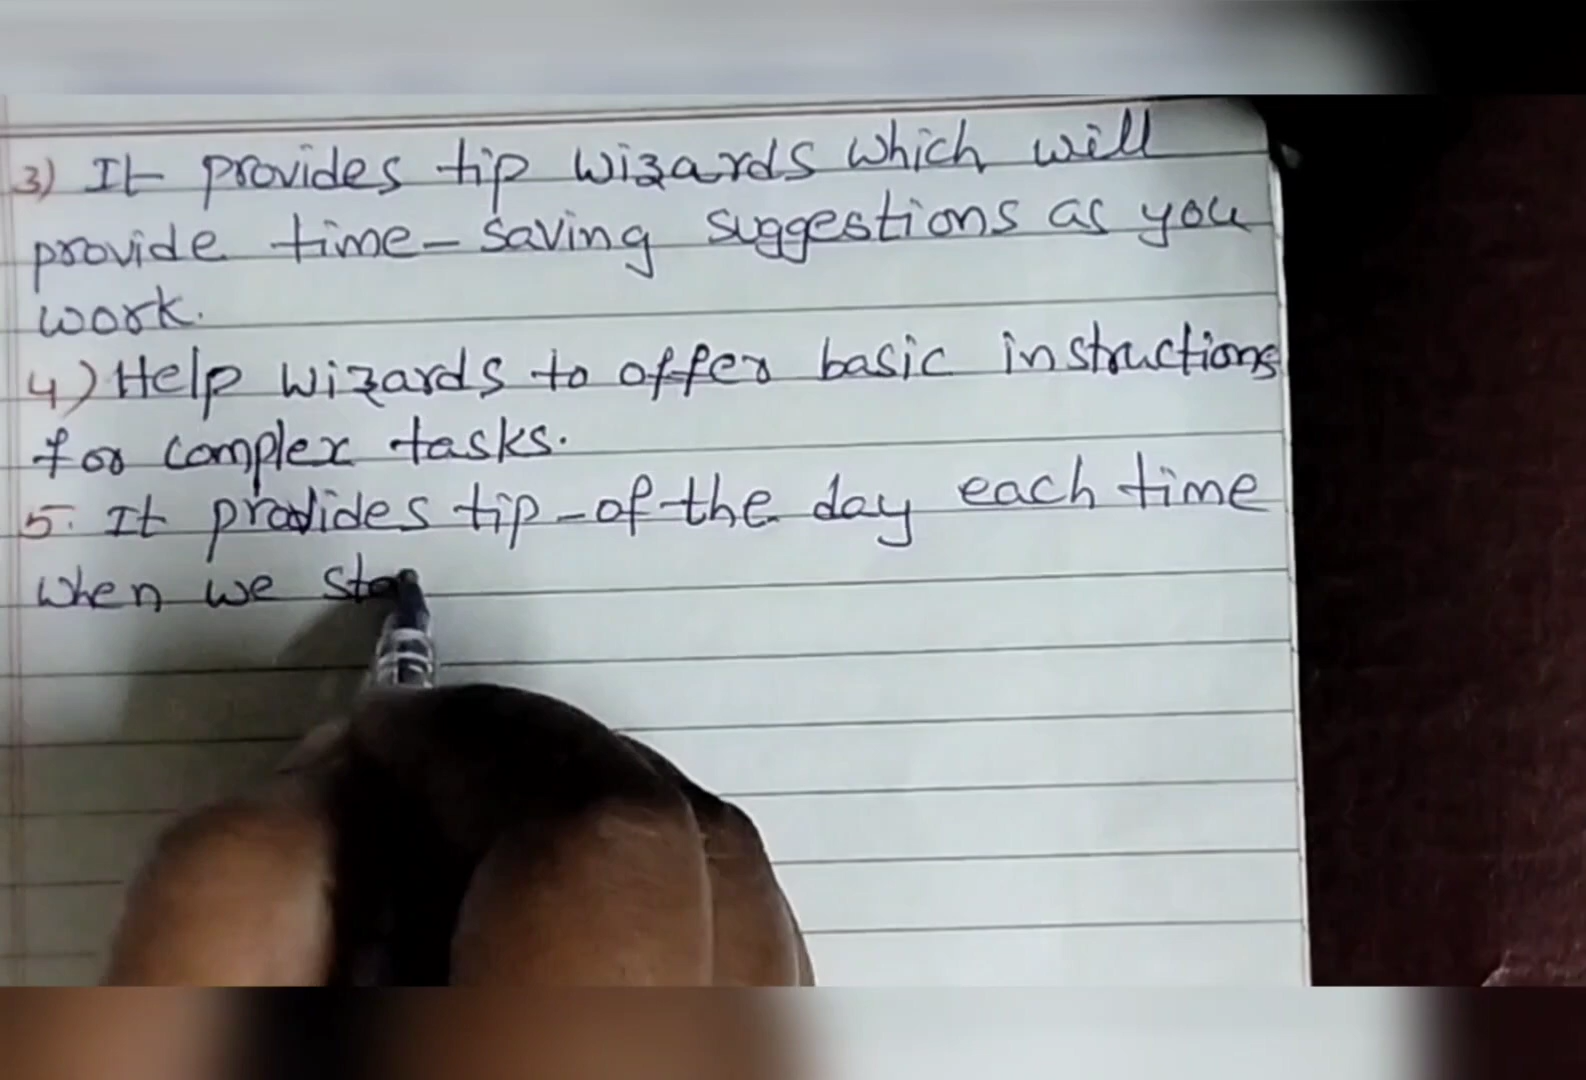 3) It provides tip wizards which will
provide time-saving suggestions as you
work.
4) Help wizards to offer basic instructions
for complex tasks.
5. It provides tip-of the day each time
when we